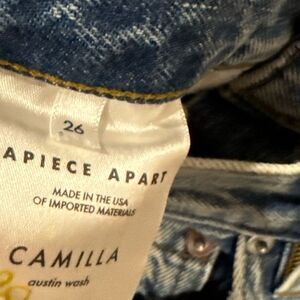 26
APIECE APART
MADE IN THE USA
OF IMPORTED MATERIALS
CAMILLA
austin wash